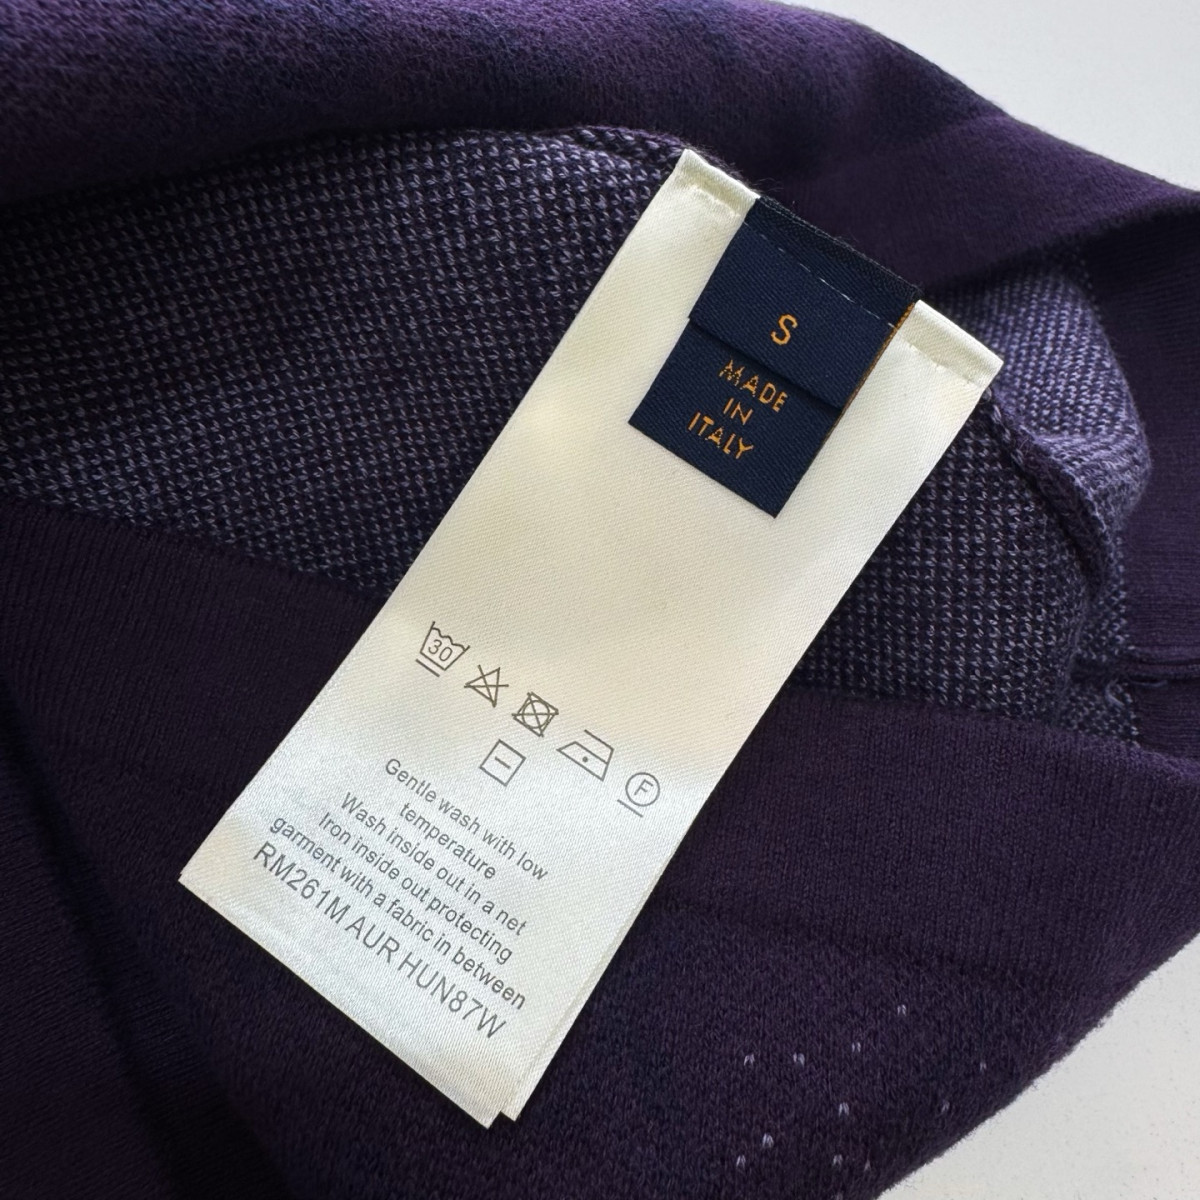 S
MADE
IN
ITALY
30
F
Gentle wash with low
temperature
Wash inside out in a net
Iron inside out protecting
garment with a fabric in between
RM261M AUR HUN87W